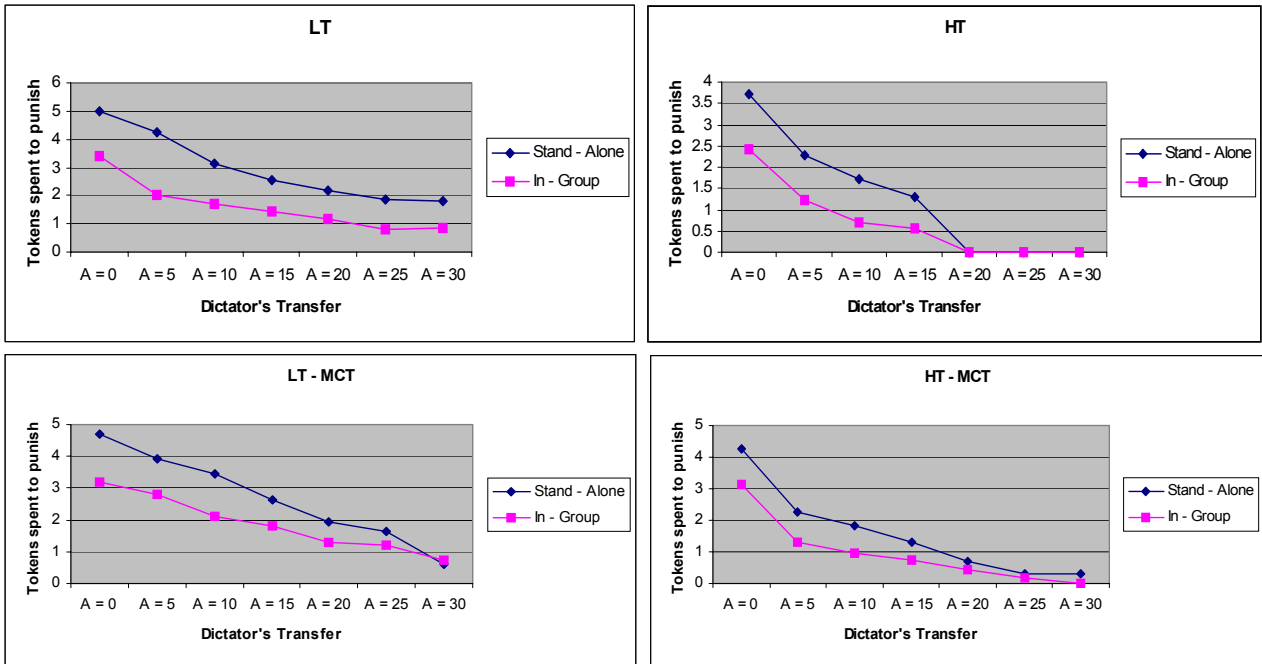 LT
Tokens spent to punish
6
5
4
3
2
1
0
A = 0 A = 5 A = 10 A = 15 A = 20 A = 25 A = 30
Dictator's Transfer
Stand - Alone
In - Group
HT
Tokens spent to punish
4
3.5
3
2.5
2
1.5
1
0.5
0
A = 0 A = 5 A = 10 A = 15 A = 20 A = 25 A = 30
Dictator's Transfer
Stand - Alone
In - Group
LT - MCT
Tokens spent to punish
5
4
3
2
1
0
A = 0 A = 5 A = 10 A = 15 A = 20 A = 25 A = 30
Dictator's Transfer
Stand - Alone
In - Group
HT - MCT
Tokens spent to punish
5
4
3
2
1
0
A = 0 A = 5 A = 10 A = 15 A = 20 A = 25 A = 30
Dictator's Transfer
Stand - Alone
In - Group